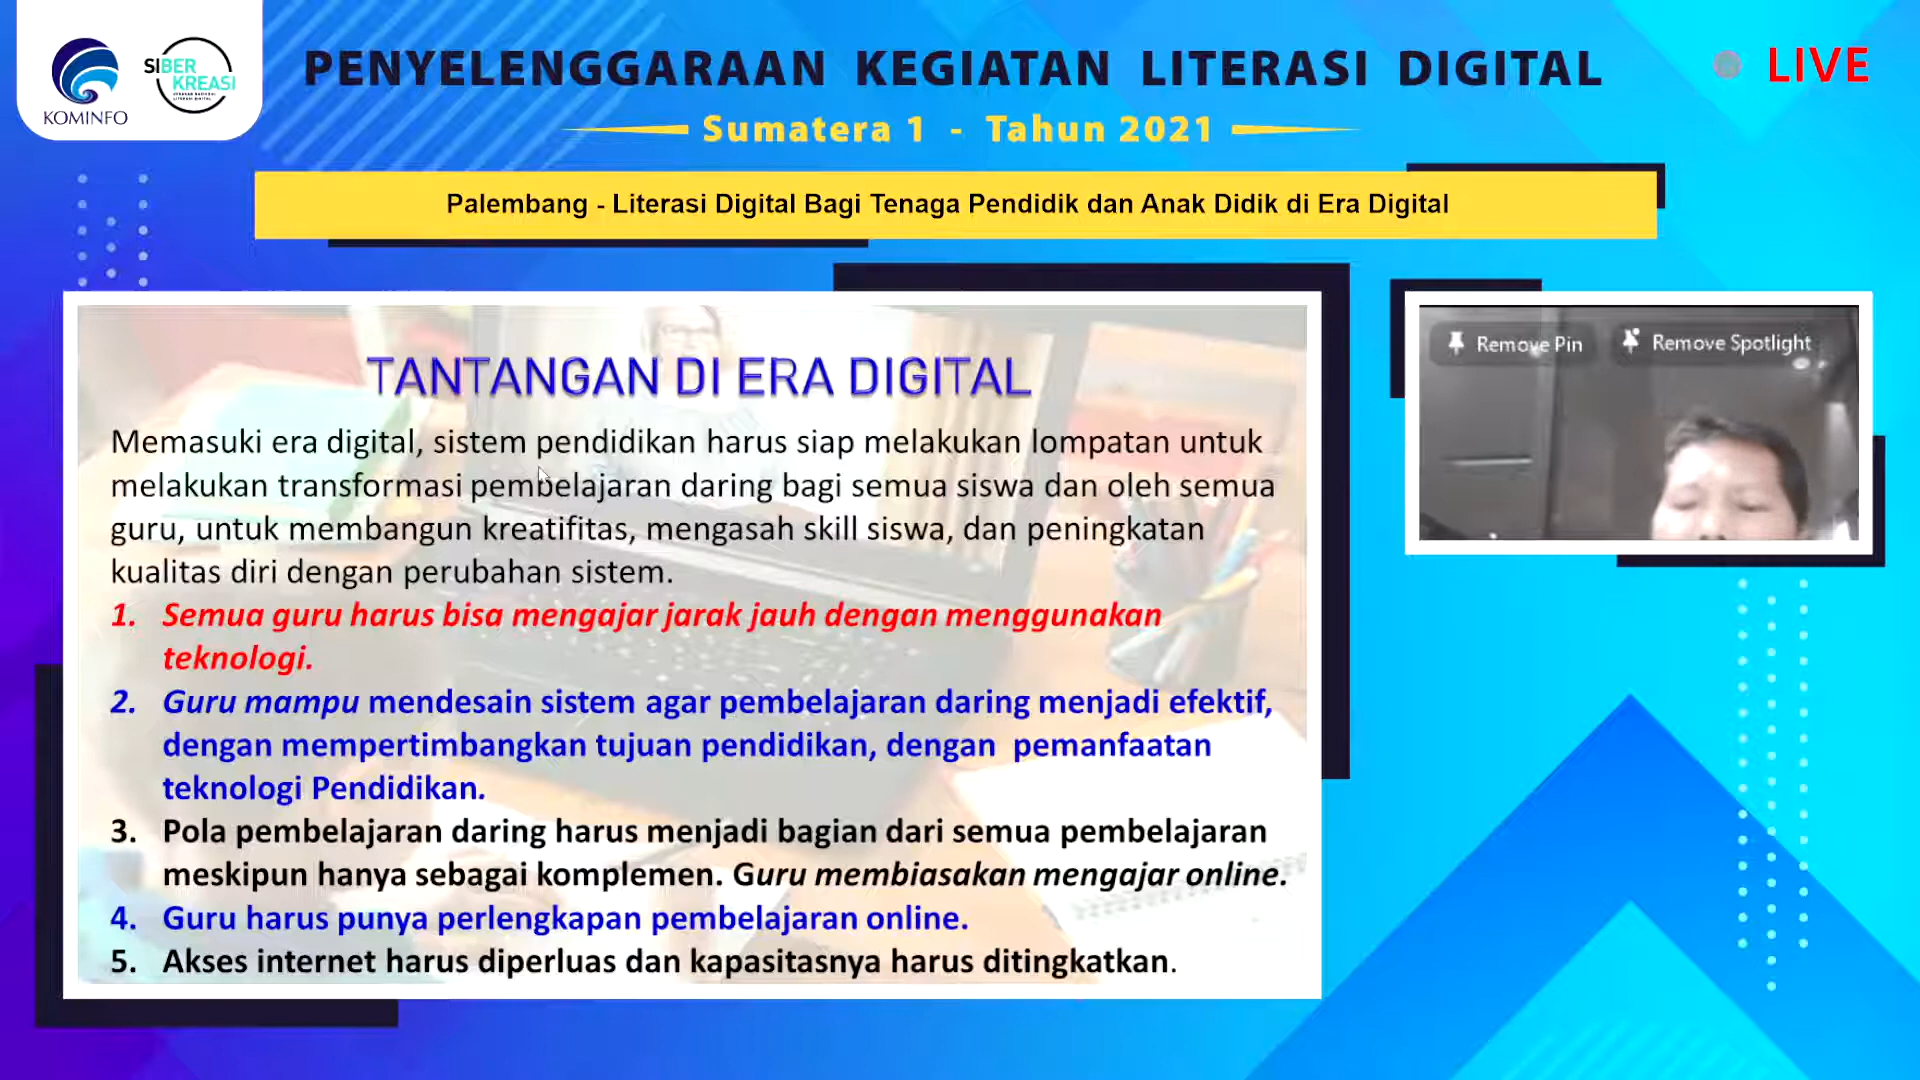 KOMINFO
SIBER
KREASI
PENYELENGGARAAN KEGIATAN LITERASI DIGITAL
LIVE
Sumatera 1 - Tahun 2021
Palembang - Literasi Digital Bagi Tenaga Pendidik dan Anak Didik di Era Digital
Remove Pin
Remove Spotlight
TANTANGAN DI ERA DIGITAL
Memasuki era digital, sistem pendidikan harus siap melakukan lompatan untuk
melakukan transformasi pembelajaran daring bagi semua siswa dan oleh semua
guru, untuk membangun kreatifitas, mengasah skill siswa, dan peningkatan
kualitas diri dengan perubahan sistem.
1. Semua guru harus bisa mengajar jarak jauh dengan menggunakan
teknologi.
2. Guru mampu mendesain sistem agar pembelajaran daring menjadi efektif,
dengan mempertimbangkan tujuan pendidikan, dengan pemanfaatan
teknologi Pendidikan.
3. Pola pembelajaran daring harus menjadi bagian dari semua pembelajaran
meskipun hanya sebagai komplemen. Guru membiasakan mengajar online.
4. Guru harus punya perlengkapan pembelajaran online.
5. Akses internet harus diperluas dan kapasitasnya harus ditingkatkan.